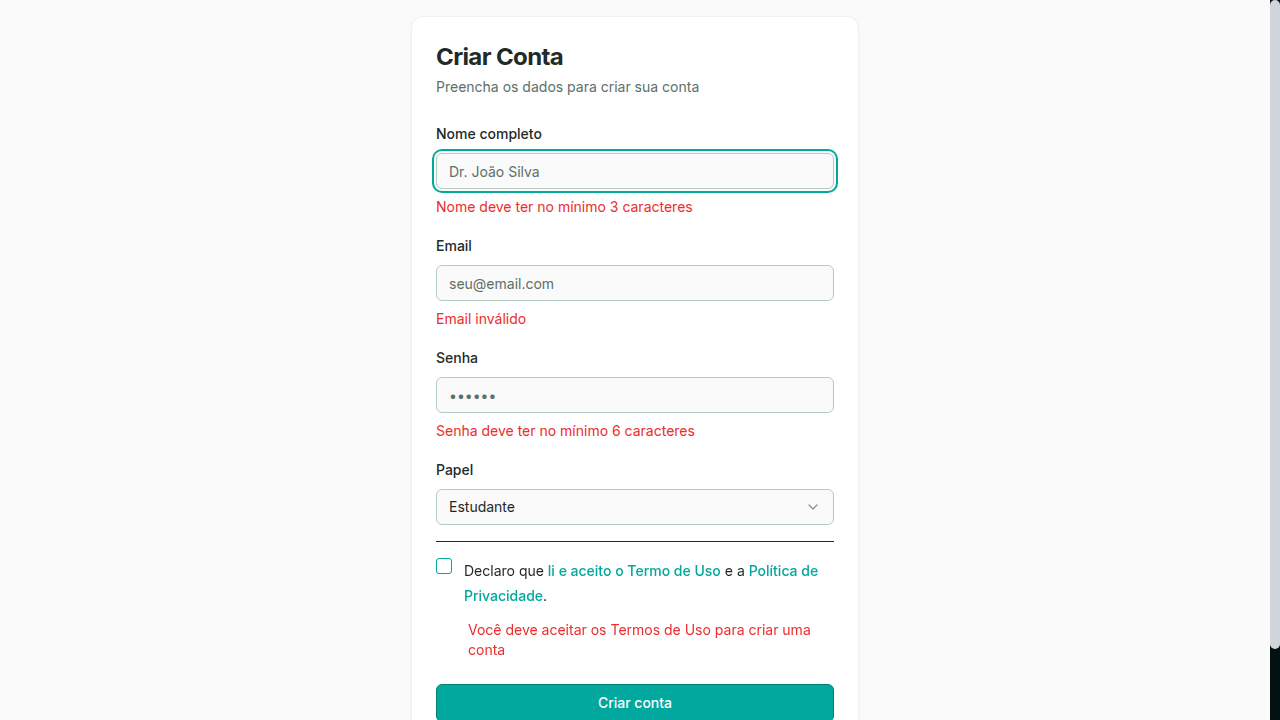 Criar Conta
Preencha os dados para criar sua conta
Nome completo
Dr. João Silva
Nome deve ter no mínimo 3 caracteres
Email
seu@email.com
Email inválido
Senha
••••••
Senha deve ter no mínimo 6 caracteres
Papel
Estudante
Declaro que li e aceito o Termo de Uso e a Política de
Privacidade.
Você deve aceitar os Termos de Uso para criar uma
conta
Criar conta